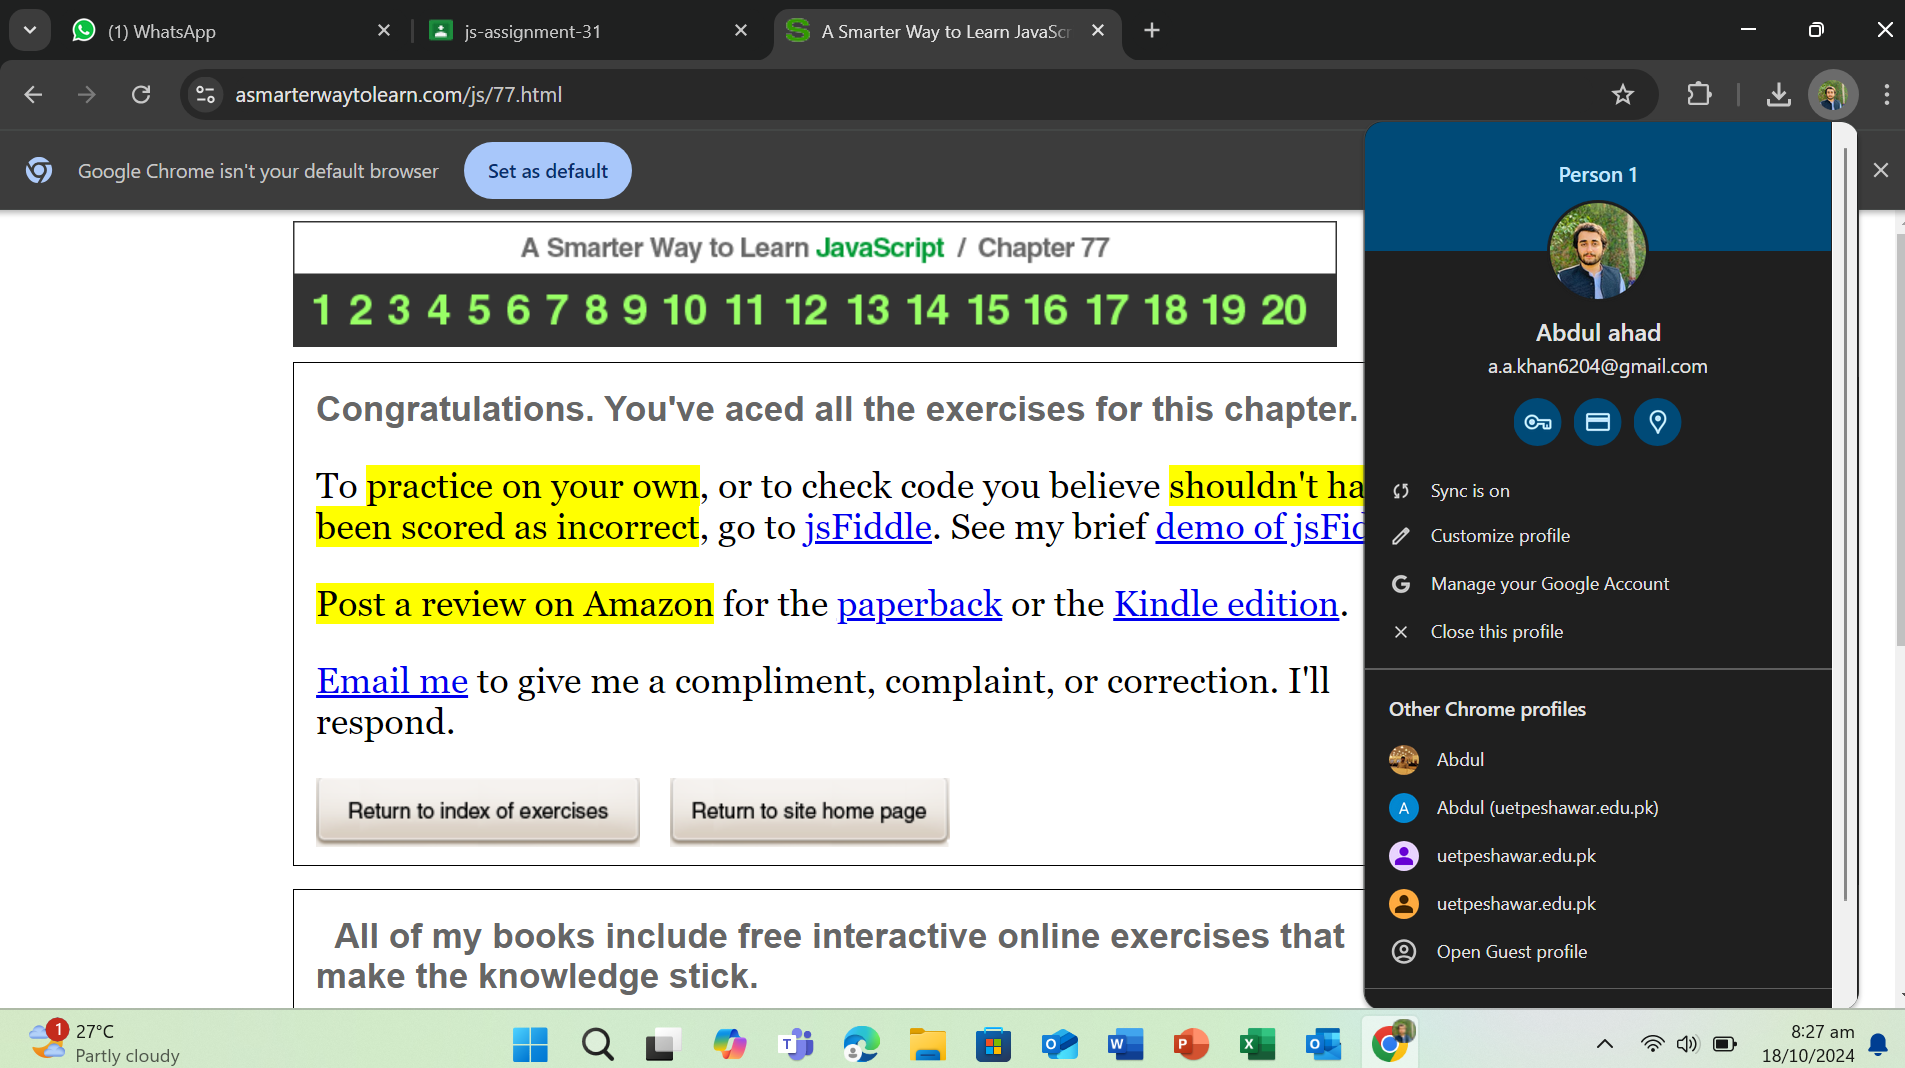 (1) WhatsApp
js-assignment-31
A Smarter Way to Learn JavaScr
asmarterwaytolearn.com/js/77.html
Google Chrome isn't your default browser
Set as default
A Smarter Way to Learn JavaScript / Chapter 77
1 2 3 4 5 6 7 8 9 10 11 12 13 14 15 16 17 18 19 20
Congratulations. You've aced all the exercises for this chapter.
To practice on your own, or to check code you believe shouldn't ha
been scored as incorrect, go to jsFiddle. See my brief demo of jsFid
Post a review on Amazon for the paperback or the Kindle edition.
Email me to give me a compliment, complaint, or correction. I'll
respond.
Return to index of exercises
Return to site home page
All of my books include free interactive online exercises that
make the knowledge stick.
Person 1
Abdul ahad
a.a.khan6204@gmail.com
Sync is on
Customize profile
Manage your Google Account
Close this profile
Other Chrome profiles
Abdul
A
Abdul (uetpeshawar.edu.pk)
uetpeshawar.edu.pk
uetpeshawar.edu.pk
Open Guest profile
1
27°C
Partly cloudy
8:27 am
18/10/2024